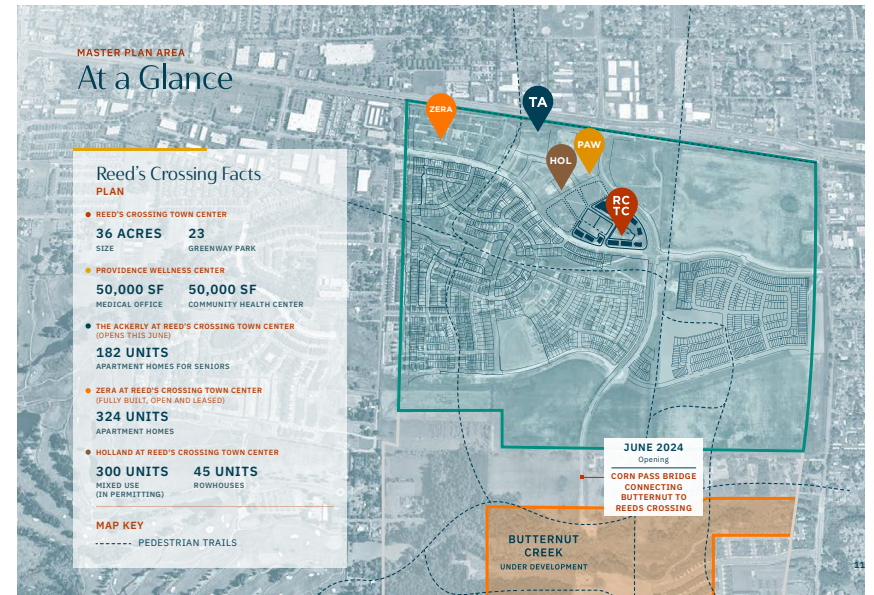 MASTER PLAN AREA
At a Glance
Reed's Crossing Facts
PLAN
REED'S CROSSING TOWN CENTER
36 ACRES 23
SIZE GREENWAY PARK
PROVIDENCE WELLNESS CENTER
50,000 SF 50,000 SF
MEDICAL OFFICE COMMUNITY HEALTH CENTER
THE ACKERLY AT REED'S CROSSING TOWN CENTER
(OPENS THIS JUNE)
182 UNITS
APARTMENT HOMES FOR SENIORS
ZERA AT REED'S CROSSING TOWN CENTER
(FULLY BUILT, OPEN AND LEASED)
324 UNITS
APARTMENT HOMES
HOLLAND AT REED'S CROSSING TOWN CENTER
300 UNITS 45 UNITS
MIXED USE ROWHOUSES
(IN PERMITTING)
MAP KEY
PEDESTRIAN TRAILS
ZERA
TA
PAW
HOL
RC
TC
JUNE 2024
Opening
CORN PASS BRIDGE
CONNECTING
BUTTERNUT TO
REEDS CROSSING
BUTTERNUT
CREEK
UNDER DEVELOPMENT
11